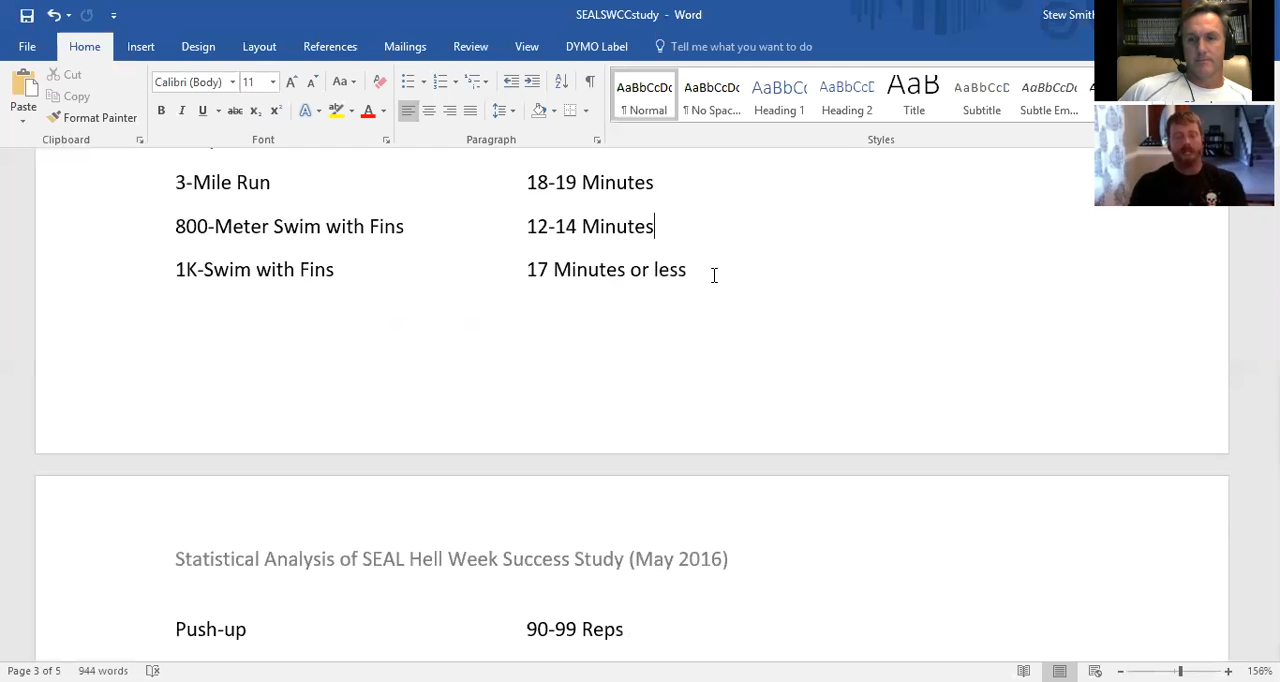 SEALSWCCstudy - Word
Stew Smith
File Home Insert Design Layout References Mailings Review View DYMO Label Tell me what you want to do
Cut
Copy
Paste
Format Painter
Calibri (Body) 11
Aa
B I U abc x₂ x² A A
Clipboard Font Paragraph Styles
AaBbCcDc AaBbCcDc AaBbCc AaBbCcE AaB AaBbCcD AaBbCcDc
¶ Normal ¶ No Spac... Heading 1 Heading 2 Title Subtitle Subtle Em...
3-Mile Run 18-19 Minutes
800-Meter Swim with Fins 12-14 Minutes
1K-Swim with Fins 17 Minutes or less
Statistical Analysis of SEAL Hell Week Success Study (May 2016)
Push-up 90-99 Reps
Page 3 of 5 944 words 156%